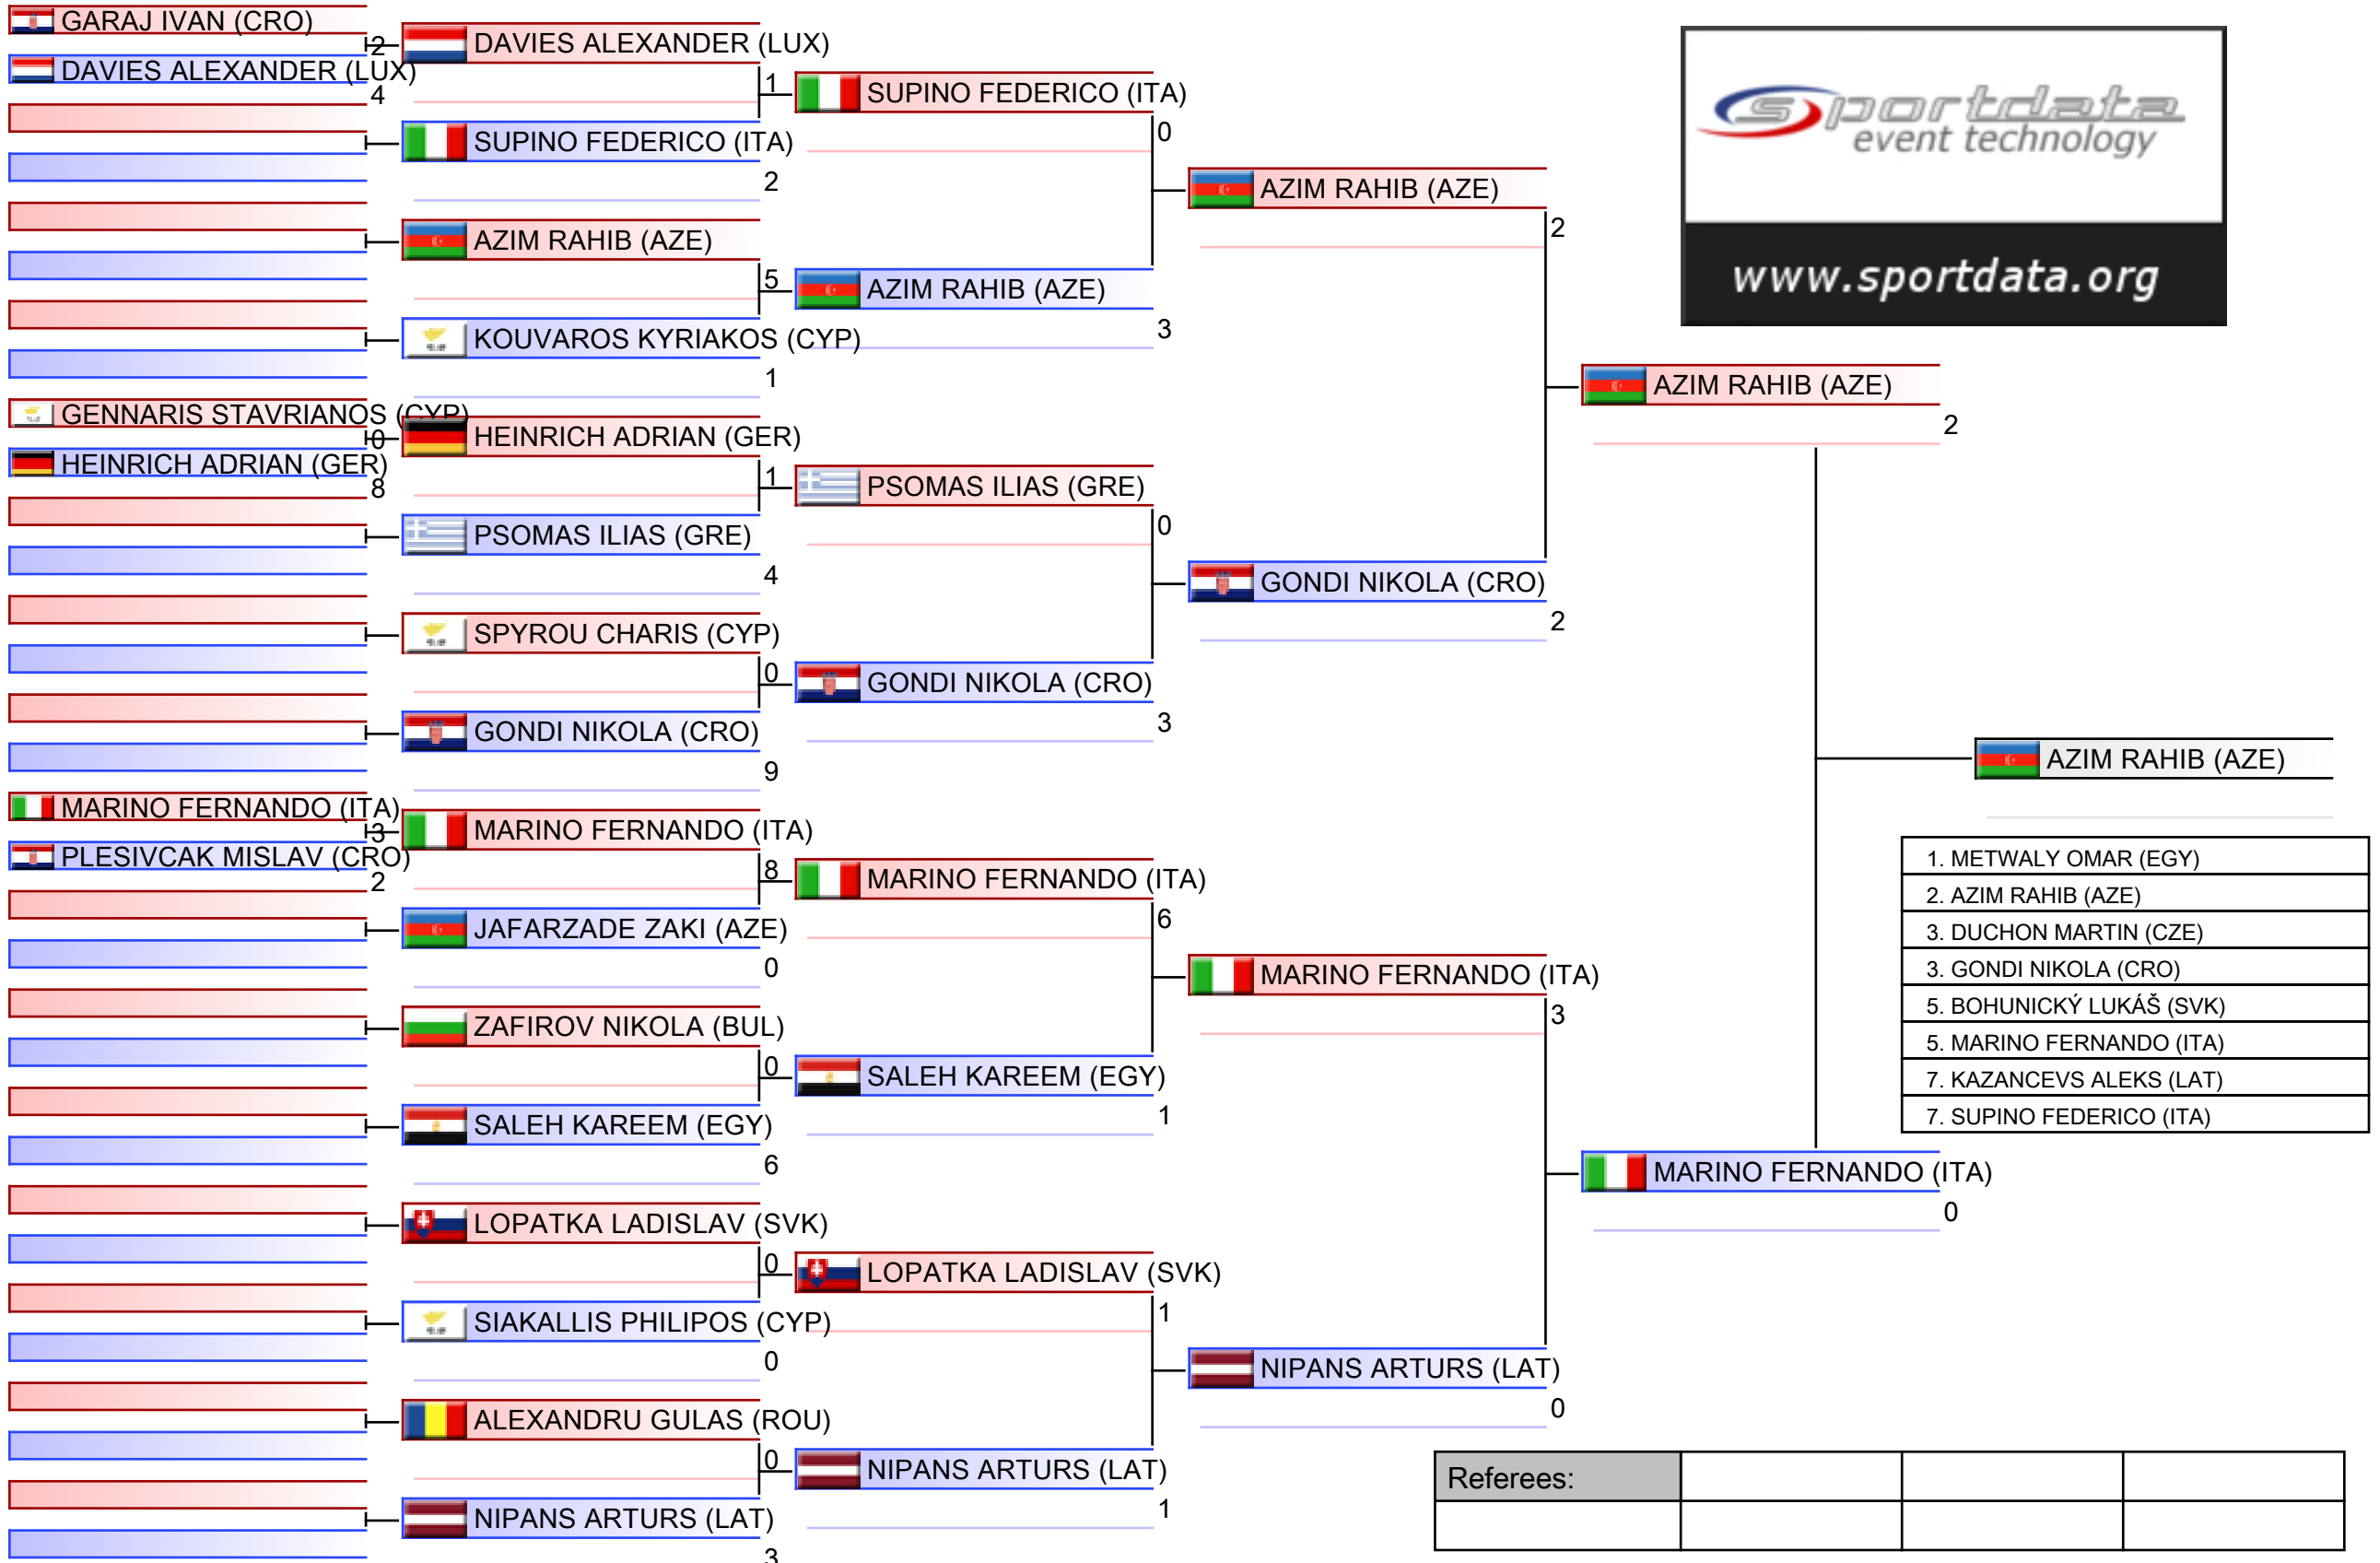 GARAJ IVAN (CRO)
2
DAVIES ALEXANDER (LUX)
4
GENNARIS STAVRIANOS (CYP)
0
HEINRICH ADRIAN (GER)
8
MARINO FERNANDO (ITA)
3
PLESIVCAK MISLAV (CRO)
2
DAVIES ALEXANDER (LUX)
1
SUPINO FEDERICO (ITA)
2
AZIM RAHIB (AZE)
5
KOUVAROS KYRIAKOS (CYP)
1
HEINRICH ADRIAN (GER)
1
PSOMAS ILIAS (GRE)
4
SPYROU CHARIS (CYP)
0
GONDI NIKOLA (CRO)
9
MARINO FERNANDO (ITA)
8
JAFARZADE ZAKI (AZE)
0
ZAFIROV NIKOLA (BUL)
0
SALEH KAREEM (EGY)
6
LOPATKA LADISLAV (SVK)
0
SIAKALLIS PHILIPOS (CYP)
0
ALEXANDRU GULAS (ROU)
0
NIPANS ARTURS (LAT)
3
SUPINO FEDERICO (ITA)
0
AZIM RAHIB (AZE)
3
PSOMAS ILIAS (GRE)
0
GONDI NIKOLA (CRO)
3
MARINO FERNANDO (ITA)
6
SALEH KAREEM (EGY)
1
LOPATKA LADISLAV (SVK)
1
NIPANS ARTURS (LAT)
1
AZIM RAHIB (AZE)
2
GONDI NIKOLA (CRO)
2
MARINO FERNANDO (ITA)
3
NIPANS ARTURS (LAT)
0
AZIM RAHIB (AZE)
2
MARINO FERNANDO (ITA)
0
AZIM RAHIB (AZE)
sportdata
event technology
www.sportdata.org
1. METWALY OMAR (EGY)
2. AZIM RAHIB (AZE)
3. DUCHON MARTIN (CZE)
3. GONDI NIKOLA (CRO)
5. BOHUNICKÝ LUKÁŠ (SVK)
5. MARINO FERNANDO (ITA)
7. KAZANCEVS ALEKS (LAT)
7. SUPINO FEDERICO (ITA)
Referees: